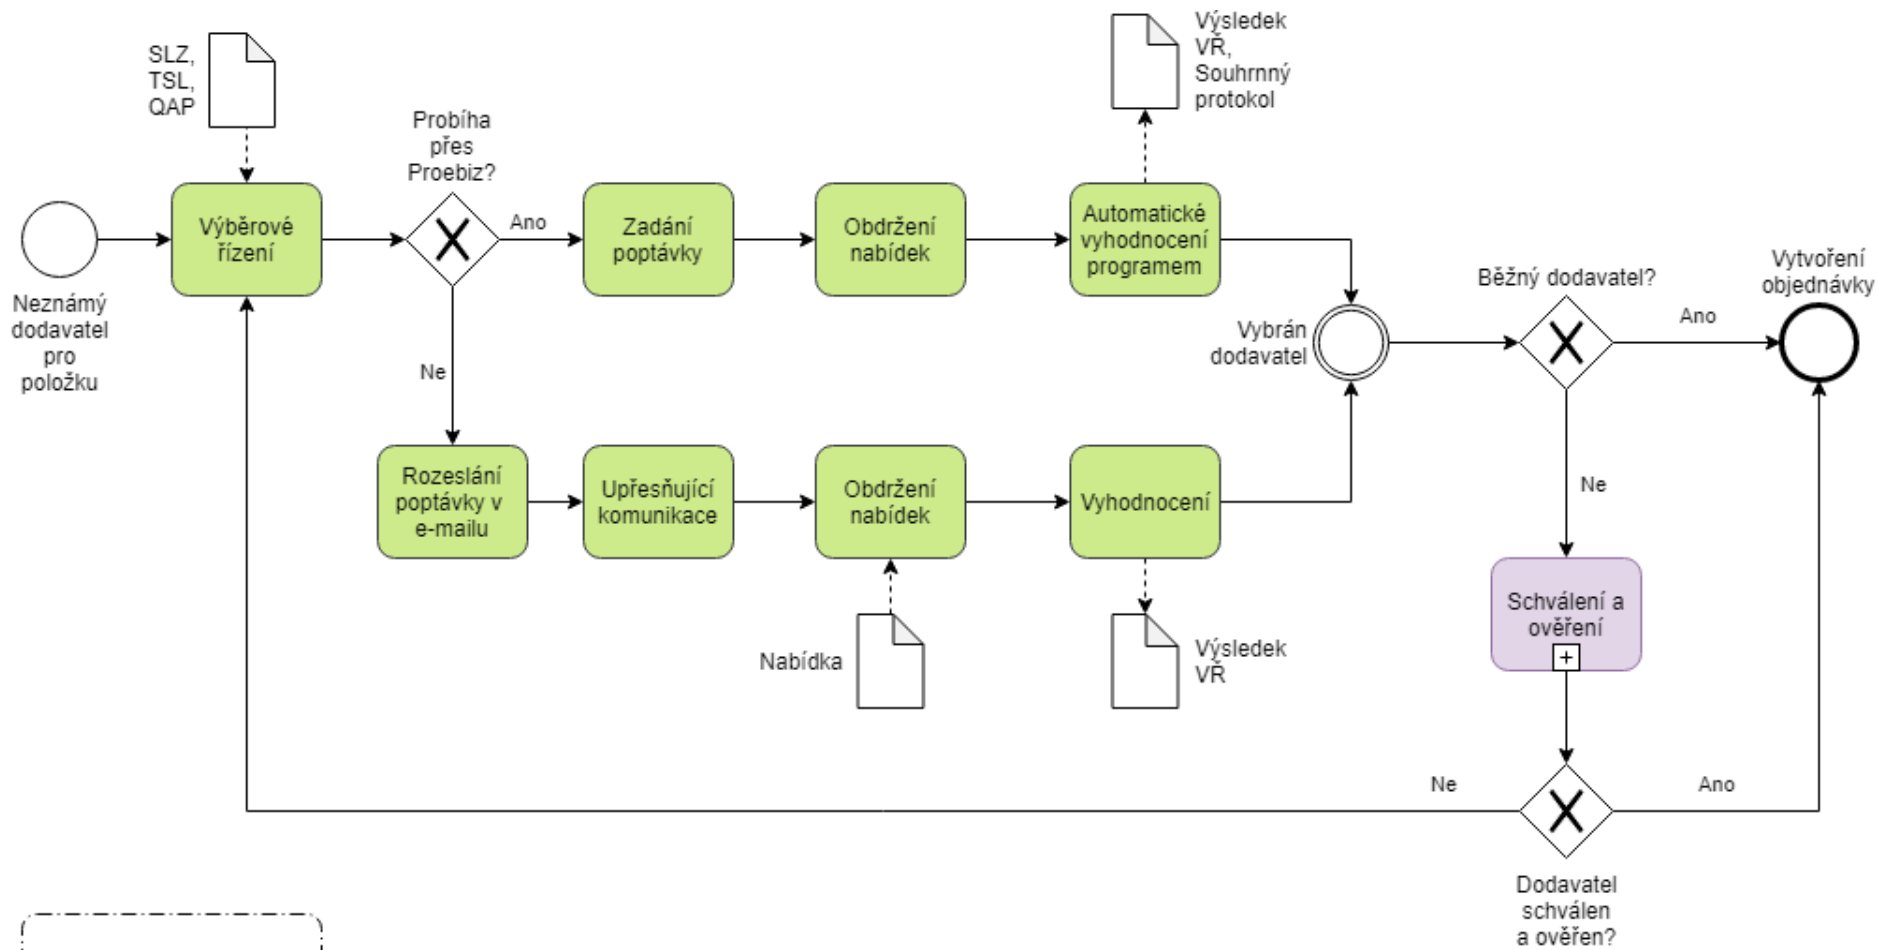 SLZ,
TSL,
QAP
Výsledek
VŘ,
Souhrnný
protokol
Probíha
přes
Proebiz?
Neznámý
dodavatel
pro
položku
Výběrové
řízení
Ano
Zadání
poptávky
Obdržení
nabídek
Automatické
vyhodnocení
programem
Vybrán
dodavatel
Běžný dodavatel?
Ano
Vytvoření
objednávky
Ne
Rozeslání
poptávky v
e-mailu
Upřesňující
komunikace
Obdržení
nabídek
Vyhodnocení
Ne
Nabídka
Výsledek
VŘ
Schválení a
ověření
Ne
Ano
Dodavatel
schválen
a ověřen?